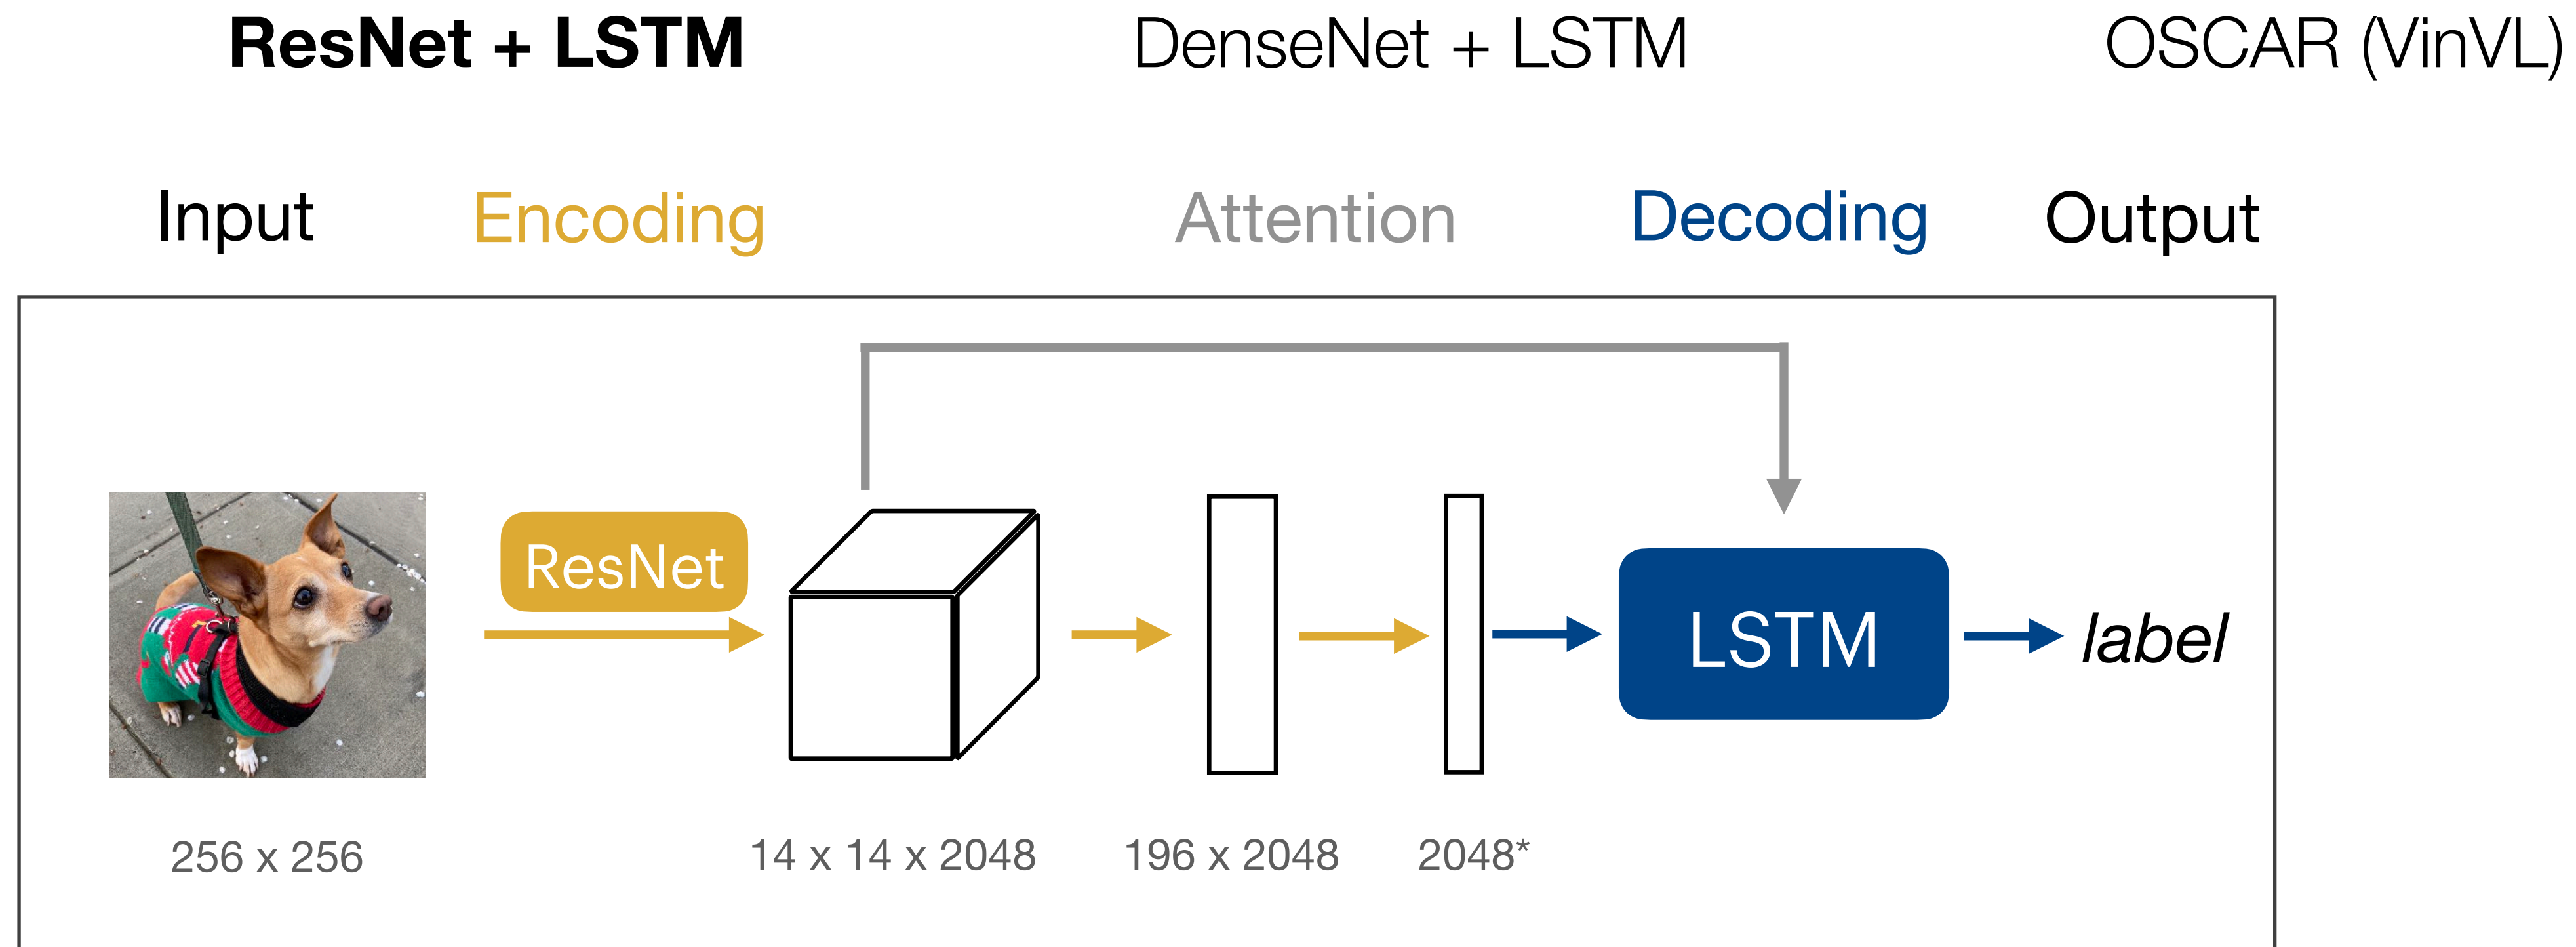 ResNet + LSTM DenseNet + LSTM OSCAR (VinVL)
Input Encoding Attention Decoding Output
ResNet
LSTM
label
256 x 256 14 x 14 x 2048 196 x 2048 2048*